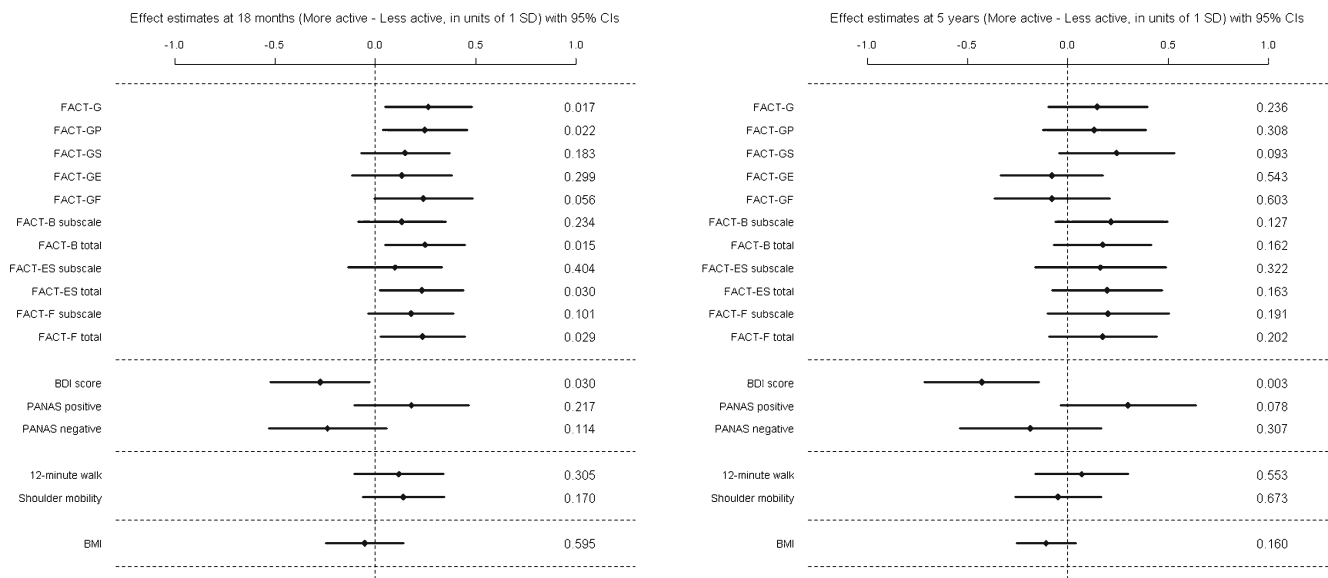 Effect estimates at 18 months (More active - Less active, in units of 1 SD) with 95% CIs
-1.0 -0.5 0.0 0.5 1.0
FACT-G 0.017
FACT-GP 0.022
FACT-GS 0.183
FACT-GE 0.299
FACT-GF 0.056
FACT-B subscale 0.234
FACT-B total 0.015
FACT-ES subscale 0.404
FACT-ES total 0.030
FACT-F subscale 0.101
FACT-F total 0.029
BDI score 0.030
PANAS positive 0.217
PANAS negative 0.114
12-minute walk 0.305
Shoulder mobility 0.170
BMI 0.595
Effect estimates at 5 years (More active - Less active, in units of 1 SD) with 95% CIs
-1.0 -0.5 0.0 0.5 1.0
FACT-G 0.236
FACT-GP 0.308
FACT-GS 0.093
FACT-GE 0.543
FACT-GF 0.603
FACT-B subscale 0.127
FACT-B total 0.162
FACT-ES subscale 0.322
FACT-ES total 0.163
FACT-F subscale 0.191
FACT-F total 0.202
BDI score 0.003
PANAS positive 0.078
PANAS negative 0.307
12-minute walk 0.553
Shoulder mobility 0.673
BMI 0.160